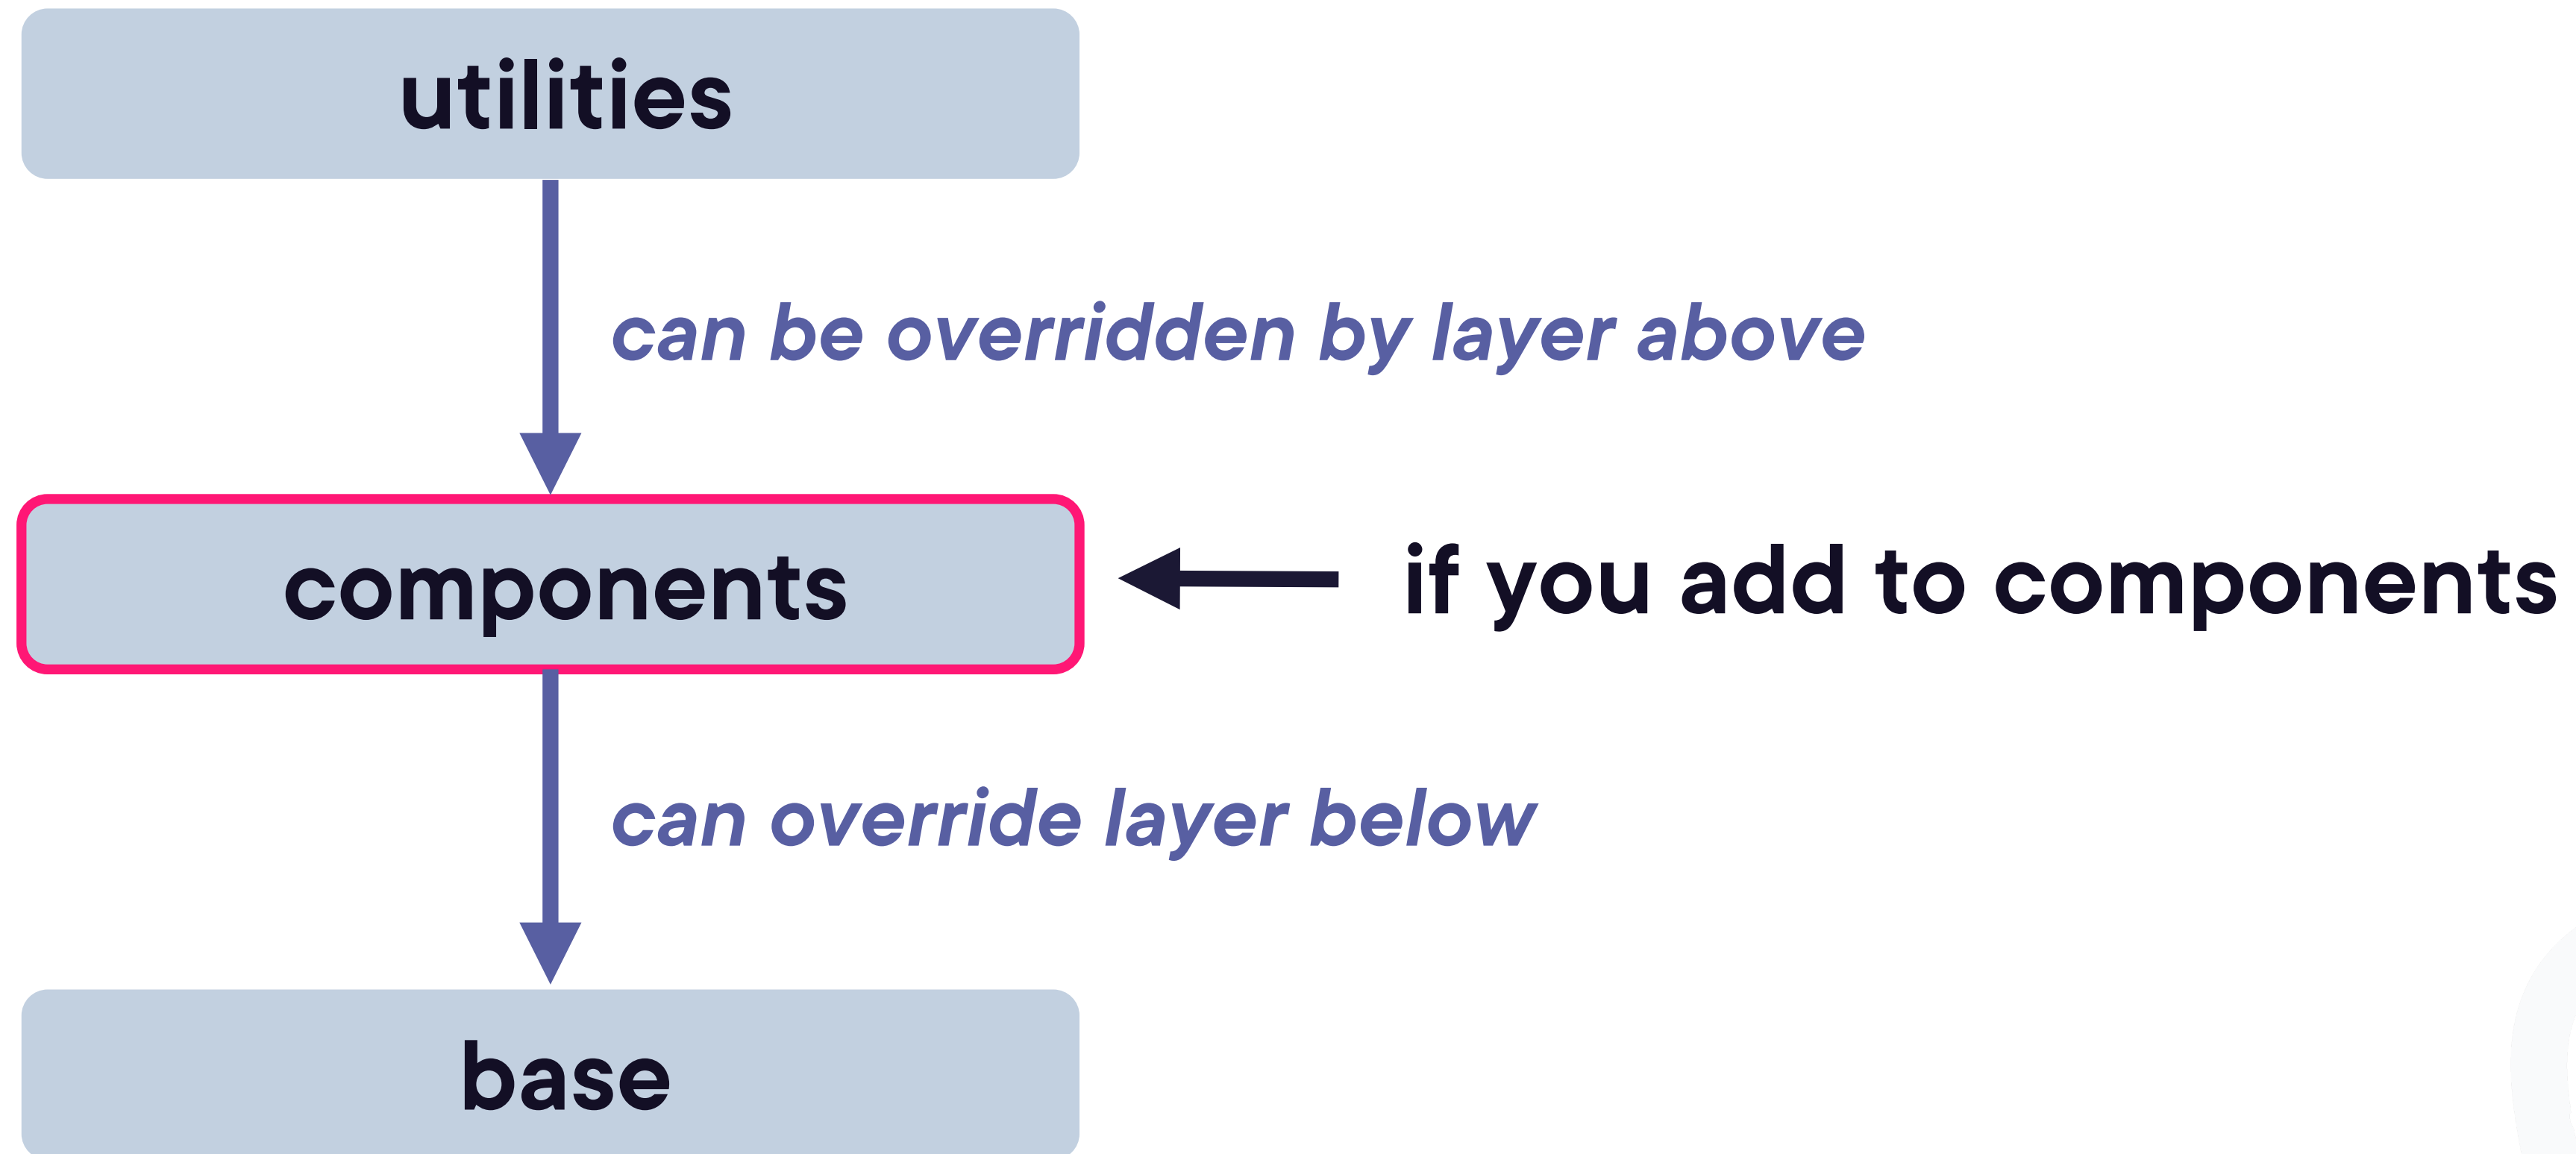 utilities
can be overridden by layer above
components
if you add to components
can override layer below
base